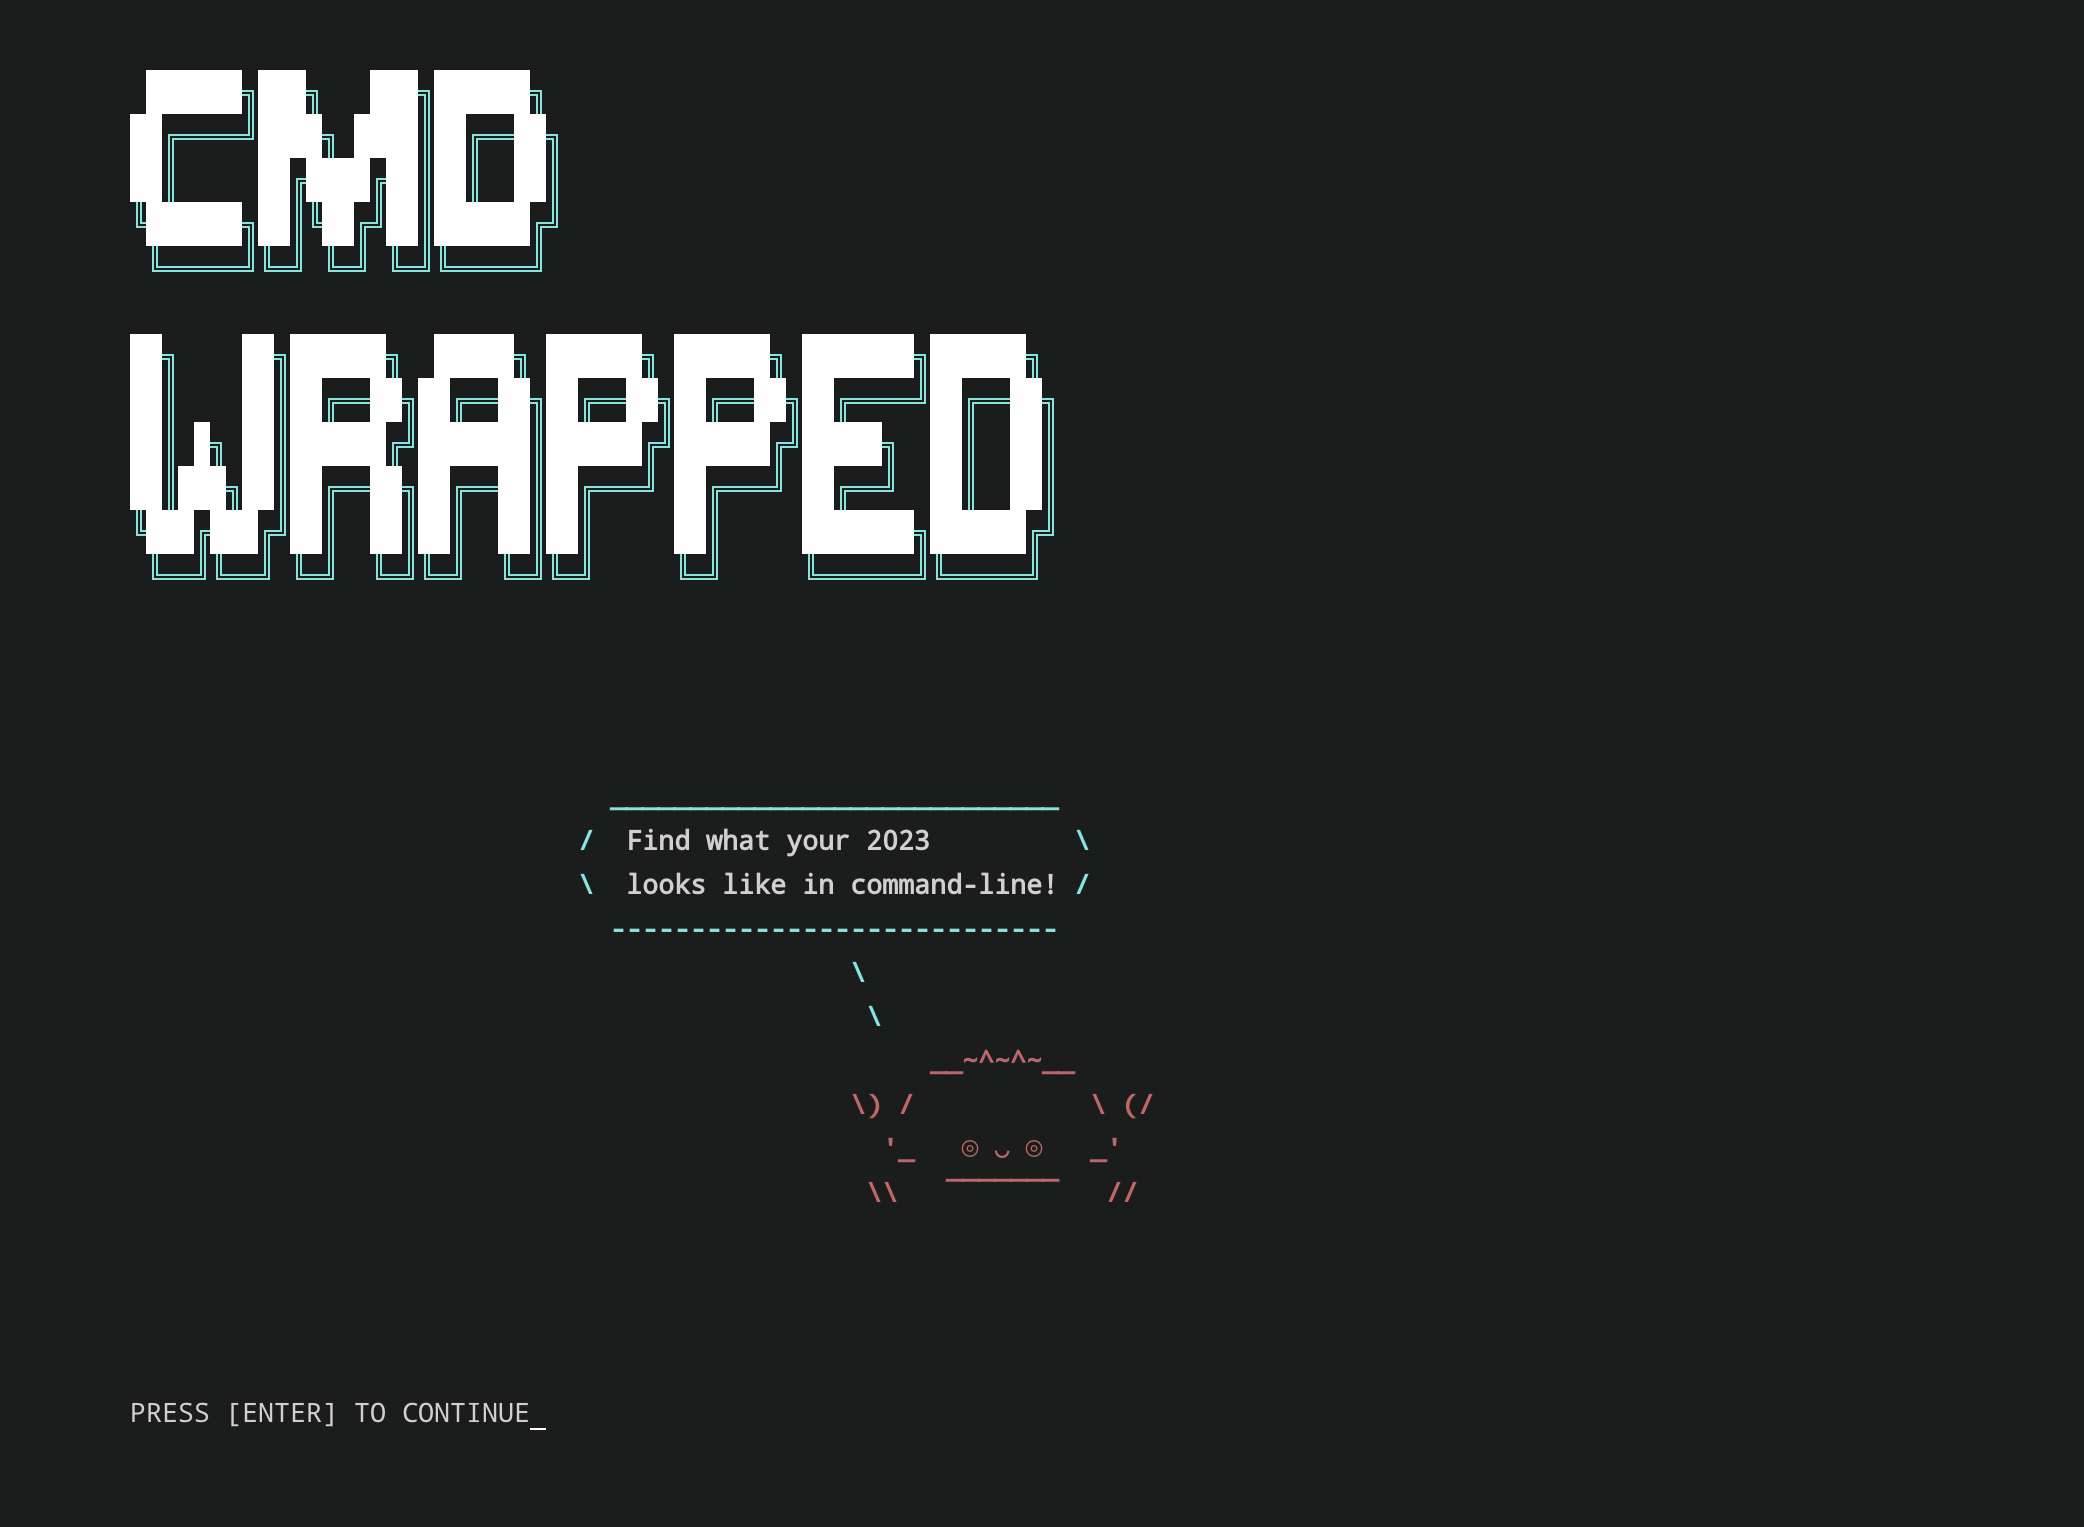 CMD
WRAPPED
Find what your 2023
looks like in command-line!
PRESS [ENTER] TO CONTINUE_